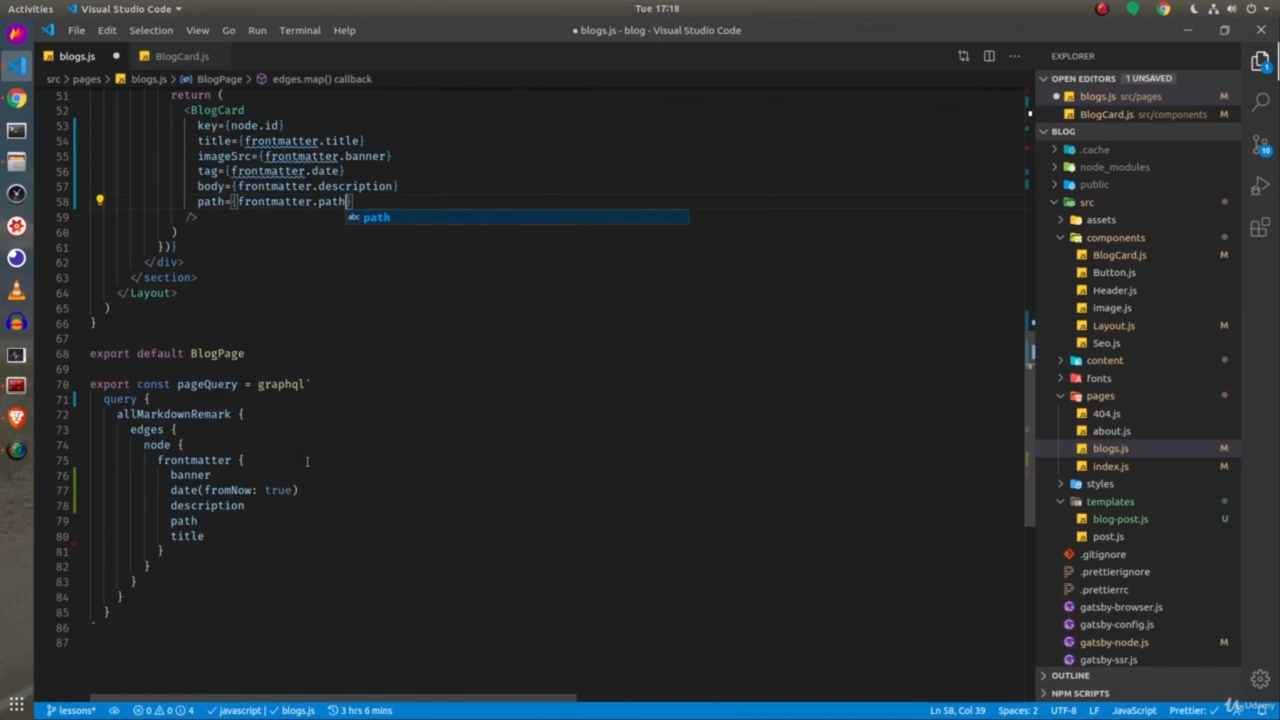 Activities
Visual Studio Code
Tue 17:18
File Edit Selection View Go Run Terminal Help
● blogs.js - blog - Visual Studio Code
blogs.js
BlogCard.js
EXPLORER
src > pages > blogs.js > BlogPage > edges.map() callback
OPEN EDITORS 1 UNSAVED
blogs.js src/pages M
BlogCard.js src/components M
BLOG
.cache
node_modules
public
src
assets
components
BlogCard.js M
Button.js
Header.js
image.js
Layout.js M
Seo.js
content
fonts
pages
404.js
about.js
blogs.js M
index.js M
styles
templates
blog-post.js U
post.js
.gitignore
.prettierignore
.prettierrc
gatsby-browser.js
gatsby-config.js
gatsby-node.js M
gatsby-ssr.js
OUTLINE
NPM SCRIPTS
1
10
51 return (
52 <BlogCard
53 key={node.id}
54 title={frontmatter.title}
55 imageSrc={frontmatter.banner}
56 tag={frontmatter.date}
57 body={frontmatter.description}
58 path={frontmatter.path}
abc path
59 />
60 )
61 })}
62 </div>
63 </section>
64 </Layout>
65 )
66 }
67
68 export default BlogPage
69
70 export const pageQuery = graphql`
71 query {
72 allMarkdownRemark {
73 edges {
74 node {
75 frontmatter {
76 banner
77 date(fromNow: true)
78 description
79 path
80 title
81 }
82 }
83 }
84 }
85 }
86 `
87
lessons* 0 0 4 javascript | blogs.js 3 hrs 6 mins
Ln 58, Col 39 Spaces: 2 UTF-8 LF JavaScript Prettier:
Udemy